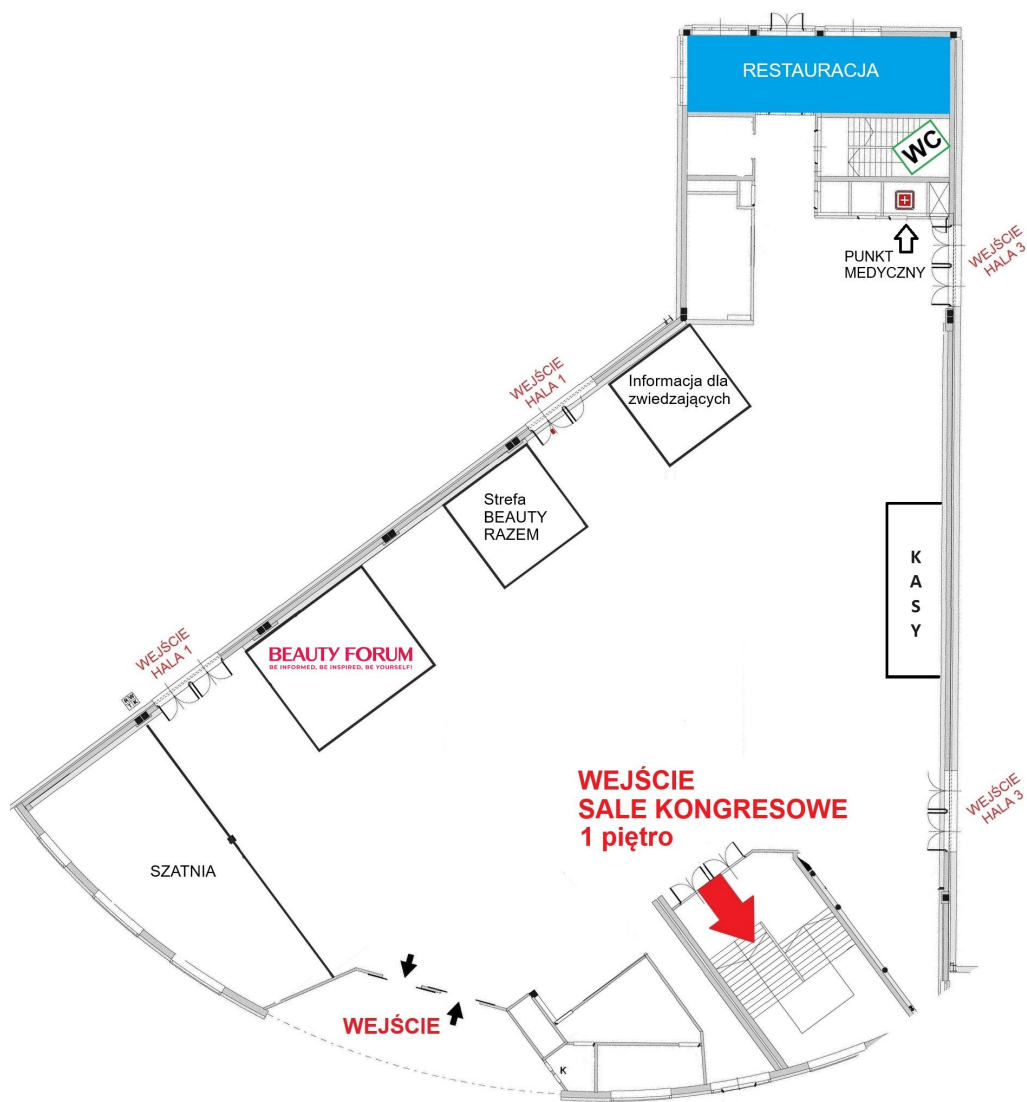 RESTAURACJA
WC
PUNKT
MEDYCZNY
WEJŚCIE
HALA 3
WEJŚCIE
HALA 1
Informacja dla
zwiedzających
Strefa
BEAUTY
RAZEM
K
A
S
Y
BEAUTY FORUM
BE INFORMED, BE INSPIRED, BE YOURSELF!
WEJŚCIE
HALA 1
WEJŚCIE
SALE KONGRESOWE
1 piętro
WEJŚCIE
HALA 3
SZATNIA
WEJŚCIE
K